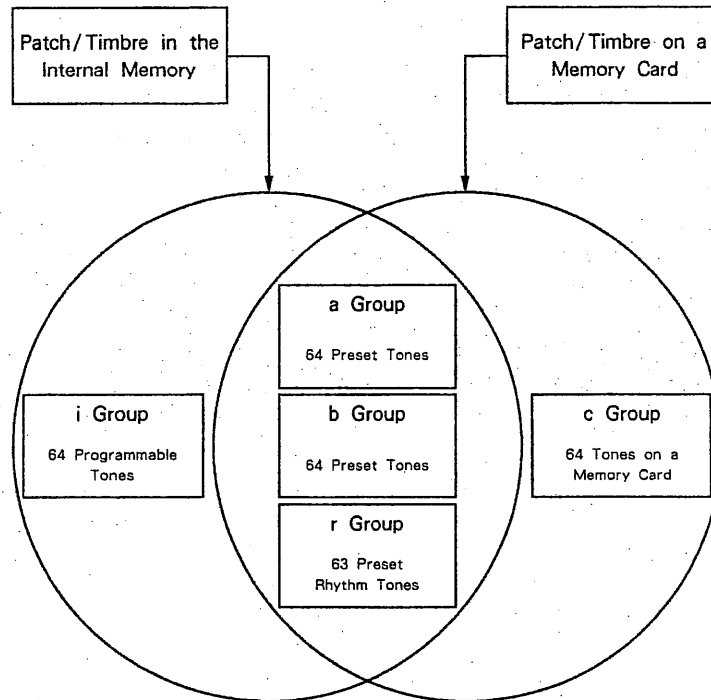 Patch/Timbre in the
Internal Memory
Patch/Timbre on a
Memory Card
a Group
64 Preset Tones
i Group
64 Programmable
Tones
b Group
64 Preset Tones
c Group
64 Tones on a
Memory Card
r Group
63 Preset
Rhythm Tones